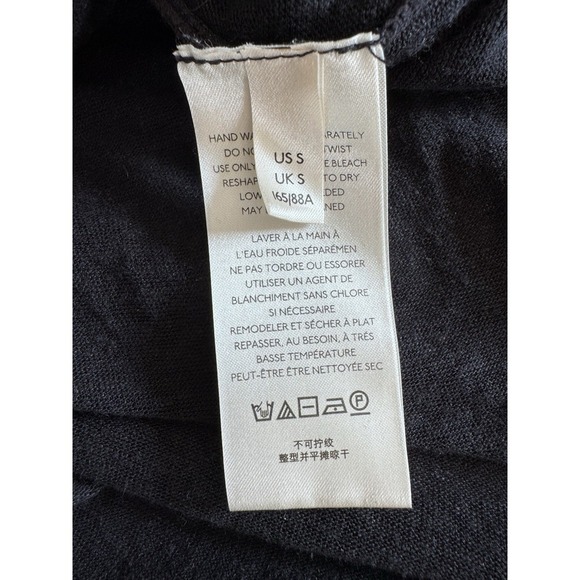 US S
UK S
165/88A
HAND WA RATELY
DO NO TWIST
USE ONLY E BLEACH
RESHAP TO DRY
LOW DED
MAY NED
LAVER À LA MAIN À
L'EAU FROIDE SÉPARÉMEN
NE PAS TORDRE OU ESSORER
UTILISER UN AGENT DE
BLANCHIMENT SANS CHLORE
SI NÉCESSAIRE
REMODELER ET SÉCHER À PLAT
REPASSER, AU BESOIN, À TRÉS
BASSE TEMPÉRATURE
PEUT-ÊTRE ÊTRE NETTOYÉE SEC
P
不可拧绞
整型并平摊晾干